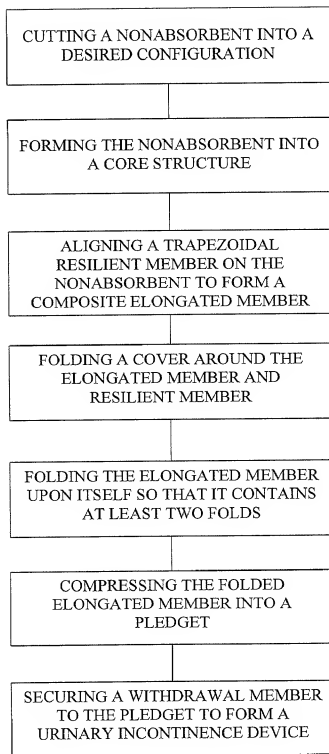 CUTTING A NONABSORBENT INTO A
DESIRED CONFIGURATION
FORMING THE NONABSORBENT INTO
A CORE STRUCTURE
ALIGNING A TRAPEZOIDAL
RESILIENT MEMBER ON THE
NONABSORBENT TO FORM A
COMPOSITE ELONGATED MEMBER
FOLDING A COVER AROUND THE
ELONGATED MEMBER AND
RESILIENT MEMBER
FOLDING THE ELONGATED MEMBER
UPON ITSELF SO THAT IT CONTAINS
AT LEAST TWO FOLDS
COMPRESSING THE FOLDED
ELONGATED MEMBER INTO A
PLEDGET
SECURING A WITHDRAWAL MEMBER
TO THE PLEDGET TO FORM A
URINARY INCONTINENCE DEVICE